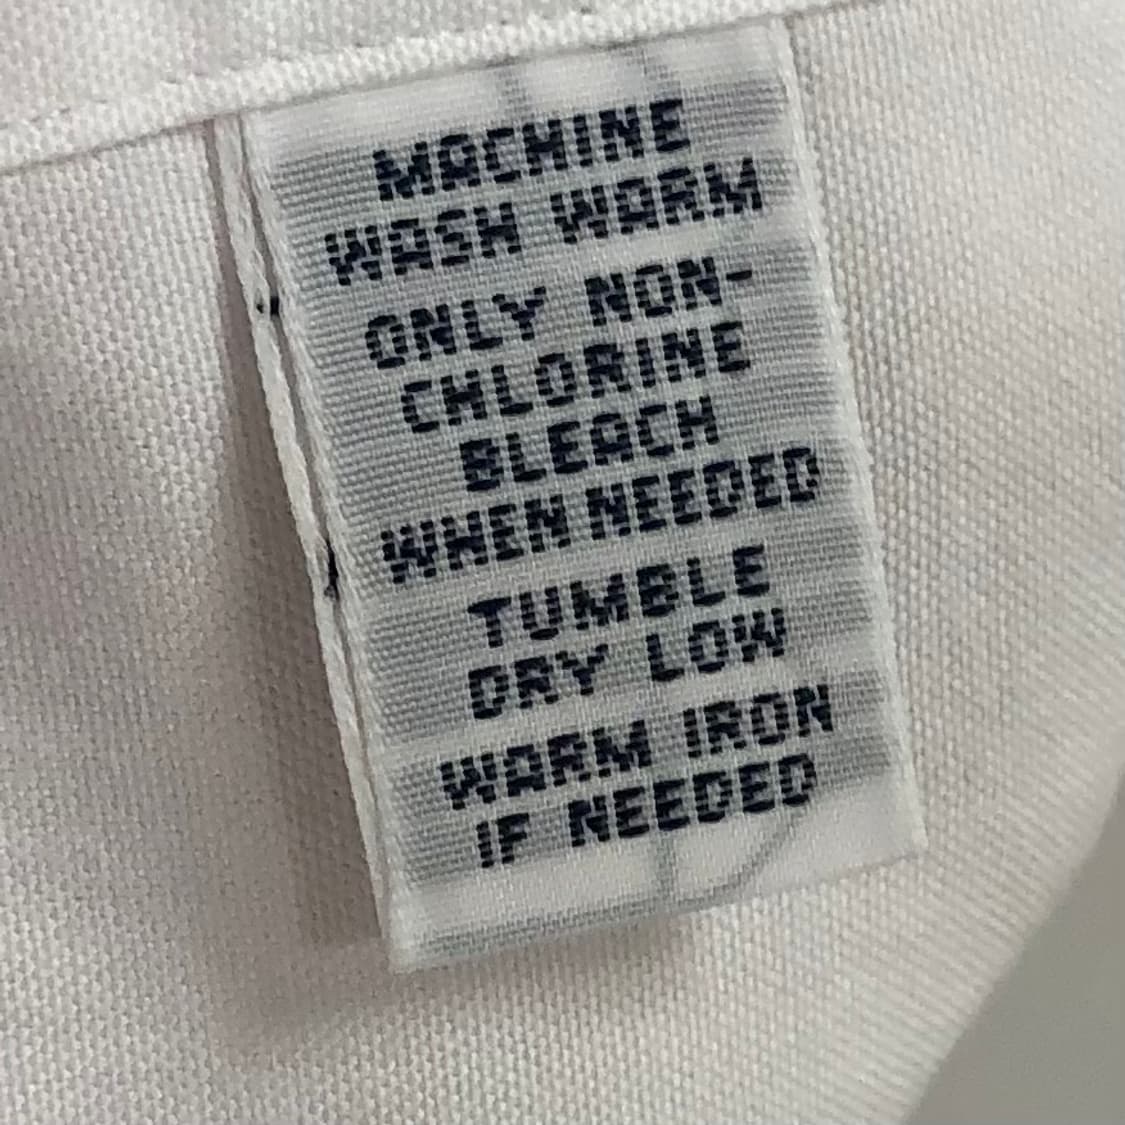 MACHINE
WASH WARM
ONLY NON-
CHLORINE
BLEACH
WHEN NEEDED
TUMBLE
DRY LOW
WARM IRON
IF NEEDED